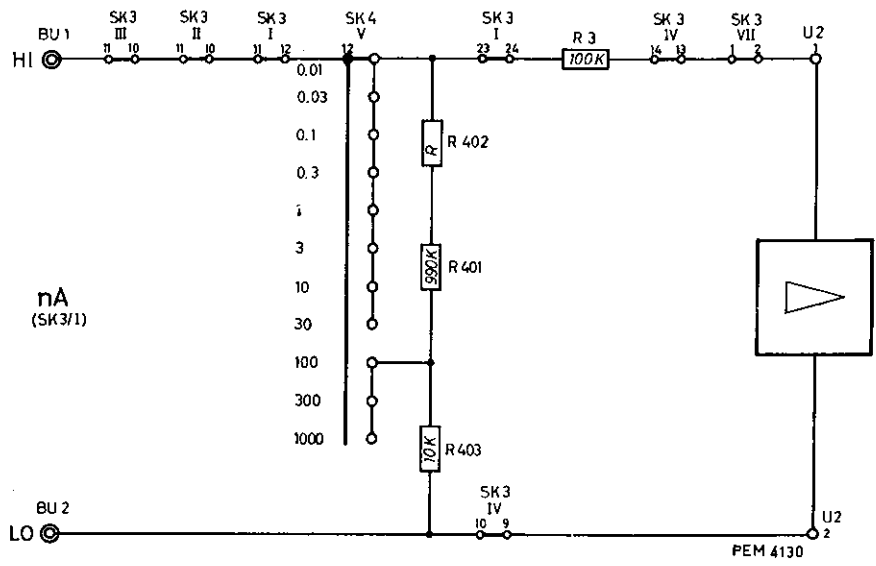 BU 1
SK 3
III
SK 3
II
SK 3
I
SK 4
V
SK 3
I
R 3
SK 3
IV
SK 3
VII
U 2
HI
11 10
11 10
11 12
12
23 24
100K
14 13
1 2
1
0.01
0.03
0.1
R
R 402
0.3
1
3
990K
R 401
10
nA
(SK3/1)
30
100
300
1000
10K
R 403
BU 2
SK 3
IV
LO
10 9
U 2
2
PEM 4130